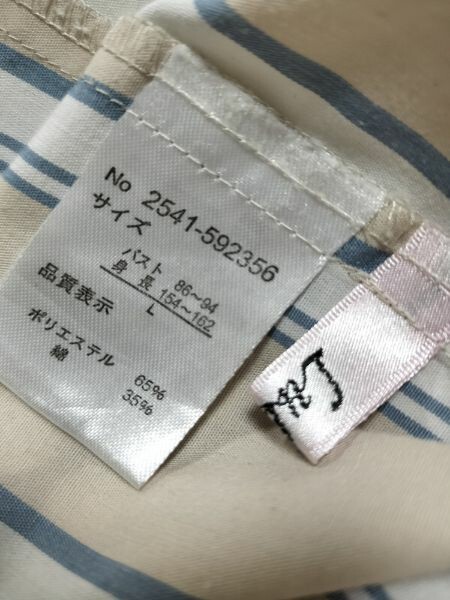 No 2541-592356
サイズ
バスト 86～94
身長 154～162
L
品質表示
ポリエステル 65%
綿 35%